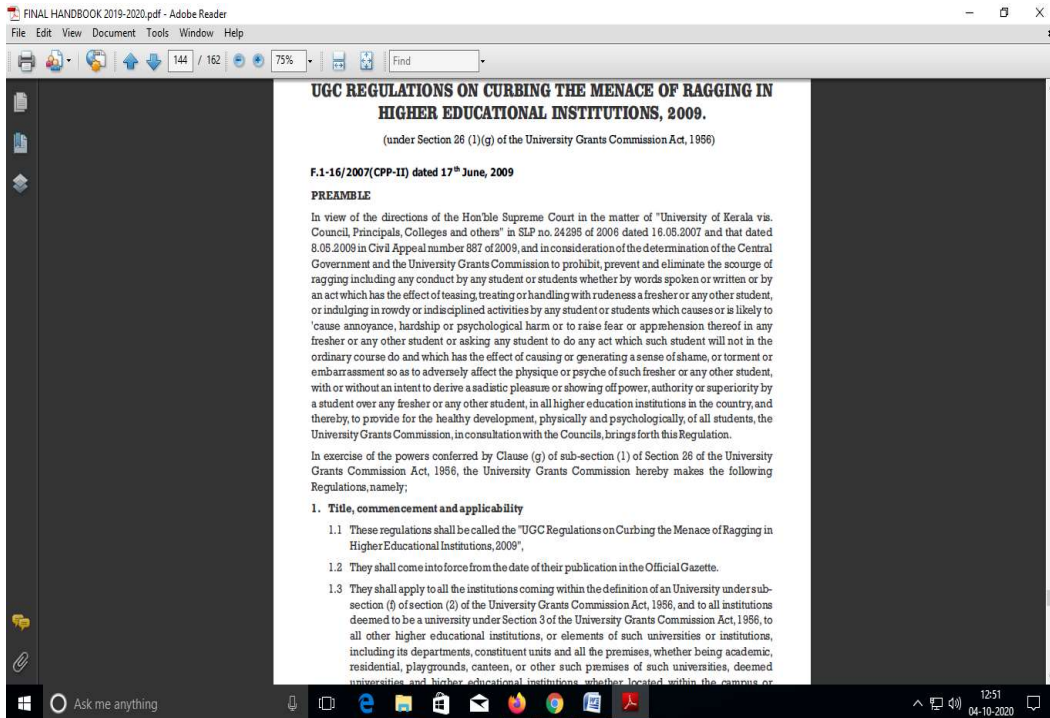 FINAL HANDBOOK 2019-2020.pdf - Adobe Reader
File Edit View Document Tools Window Help
144 / 162 75% Find
UGC REGULATIONS ON CURBING THE MENACE OF RAGGING IN
HIGHER EDUCATIONAL INSTITUTIONS, 2009.
(under Section 26 (1)(g) of the University Grants Commission Act, 1956)
F.1-16/2007(CPP-II) dated 17th June, 2009
PREAMBLE
In view of the directions of the Hon'ble Supreme Court in the matter of "University of Kerala vis.
Council, Principals, Colleges and others" in SLP no. 24295 of 2006 dated 16.05.2007 and that dated
8.05.2009 in Civil Appeal number 887 of 2009, and in consideration of the determination of the Central
Government and the University Grants Commission to prohibit, prevent and eliminate the scourge of
ragging including any conduct by any student or students whether by words spoken or written or by
an act which has the effect of teasing, treating or handling with rudeness a fresher or any other student,
or indulging in rowdy or indisciplined activities by any student or students which causes or is likely to
'cause annoyance, hardship or psychological harm or to raise fear or apprehension thereof in any
fresher or any other student or asking any student to do any act which such student will not in the
ordinary course do and which has the effect of causing or generating a sense of shame, or torment or
embarrassment so as to adversely affect the physique or psyche of such fresher or any other student,
with or without an intent to derive a sadistic pleasure or showing off power, authority or superiority by
a student over any fresher or any other student, in all higher education institutions in the country, and
thereby, to provide for the healthy development, physically and psychologically, of all students, the
University Grants Commission, in consultation with the Councils, brings forth this Regulation.
In exercise of the powers conferred by Clause (g) of sub-section (1) of Section 26 of the University
Grants Commission Act, 1956, the University Grants Commission hereby makes the following
Regulations, namely;
1. Title, commencement and applicability
1.1 These regulations shall be called the "UGC Regulations on Curbing the Menace of Ragging in
Higher Educational Institutions, 2009",
1.2 They shall come into force from the date of their publication in the Official Gazette.
1.3 They shall apply to all the institutions coming within the definition of an University under sub-
section (f) of section (2) of the University Grants Commission Act, 1956, and to all institutions
deemed to be a university under Section 3 of the University Grants Commission Act, 1956, to
all other higher educational institutions, or elements of such universities or institutions,
including its departments, constituent units and all the premises, whether being academic,
residential, playgrounds, canteen, or other such premises of such universities, deemed
universities and higher educational institutions, whether located within the campus or
Ask me anything
12:51
04-10-2020